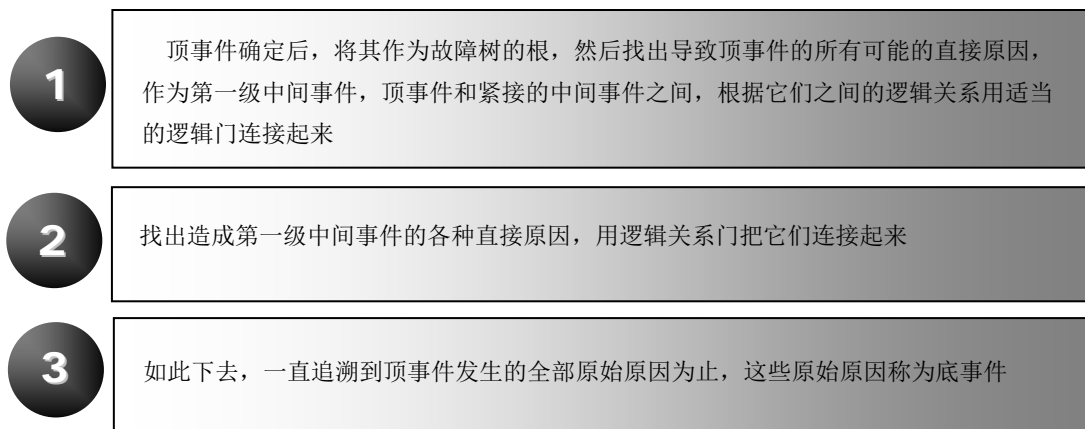 1
顶事件确定后，将其作为故障树的根，然后找出导致顶事件的所有可能的直接原因，
作为第一级中间事件，顶事件和紧接的中间事件之间，根据它们之间的逻辑关系用适当
的逻辑门连接起来
2
找出造成第一级中间事件的各种直接原因，用逻辑关系门把它们连接起来
3
如此下去，一直追溯到顶事件发生的全部原始原因为止，这些原始原因称为底事件